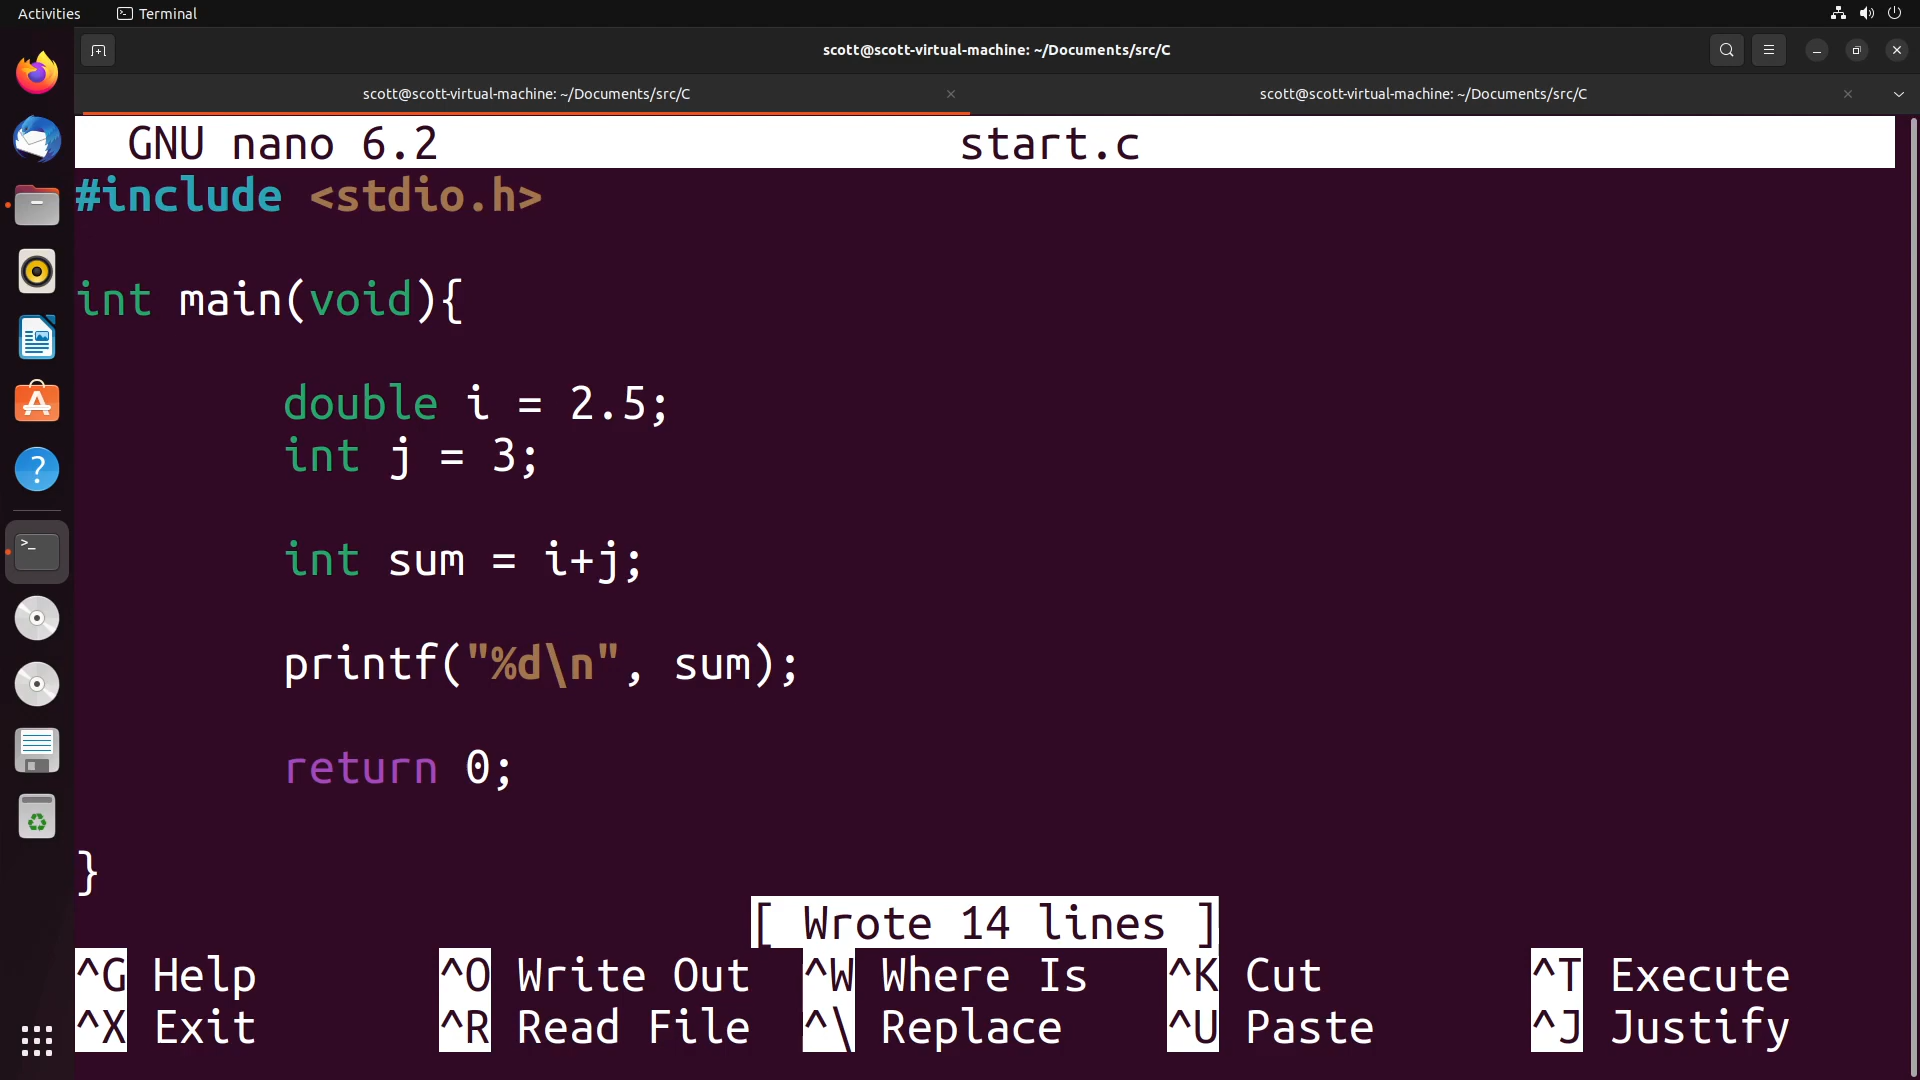 Activities Terminal
scott@scott-virtual-machine: ~/Documents/src/C
scott@scott-virtual-machine: ~/Documents/src/C scott@scott-virtual-machine: ~/Documents/src/C
GNU nano 6.2 start.c
#include <stdio.h>
int main(void){
double i = 2.5;
int j = 3;
int sum = i+j;
printf("%d\n", sum);
return 0;
}
[ Wrote 14 lines ]
^G Help ^O Write Out ^W Where Is ^K Cut ^T Execute
^X Exit ^R Read File ^\ Replace ^U Paste ^J Justify